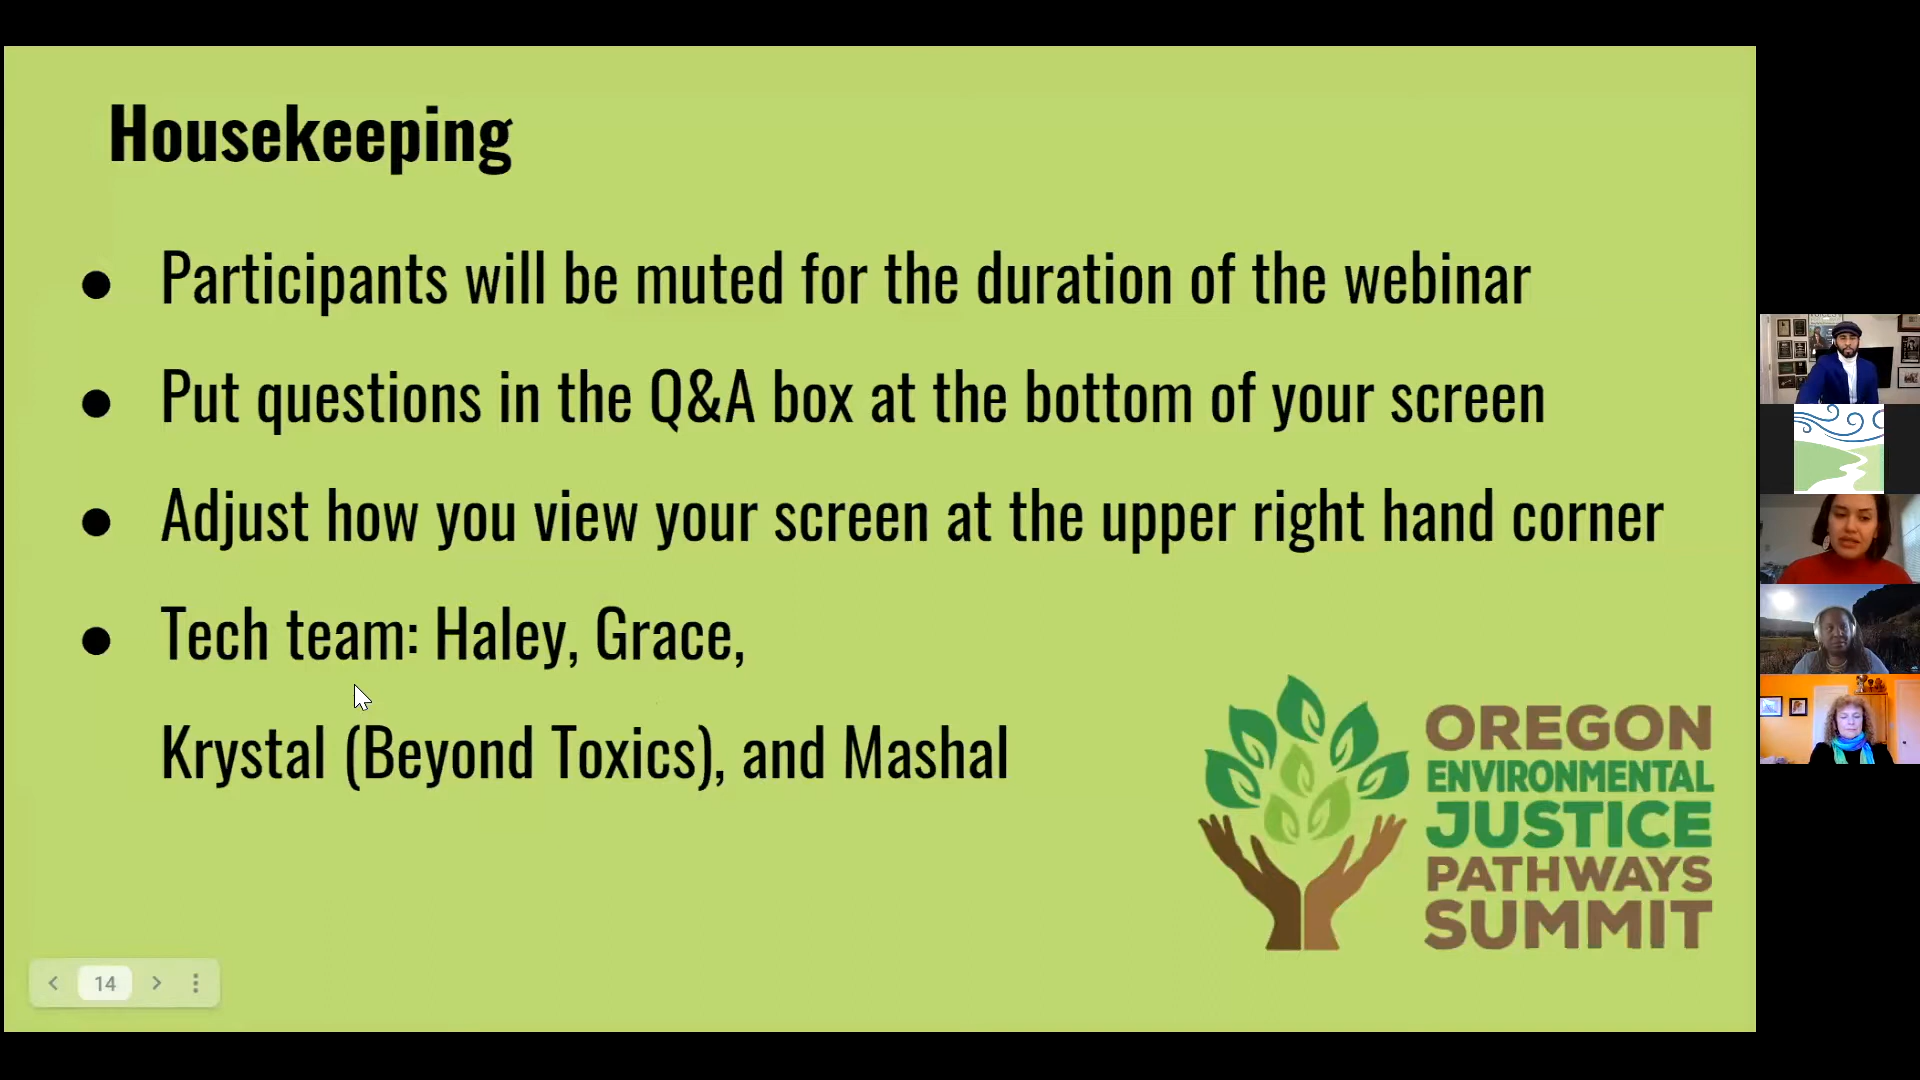 Housekeeping
● Participants will be muted for the duration of the webinar
● Put questions in the Q&A box at the bottom of your screen
● Adjust how you view your screen at the upper right hand corner
● Tech team: Haley, Grace,
Krystal (Beyond Toxics), and Mashal
OREGON
ENVIRONMENTAL
JUSTICE
PATHWAYS
SUMMIT
14